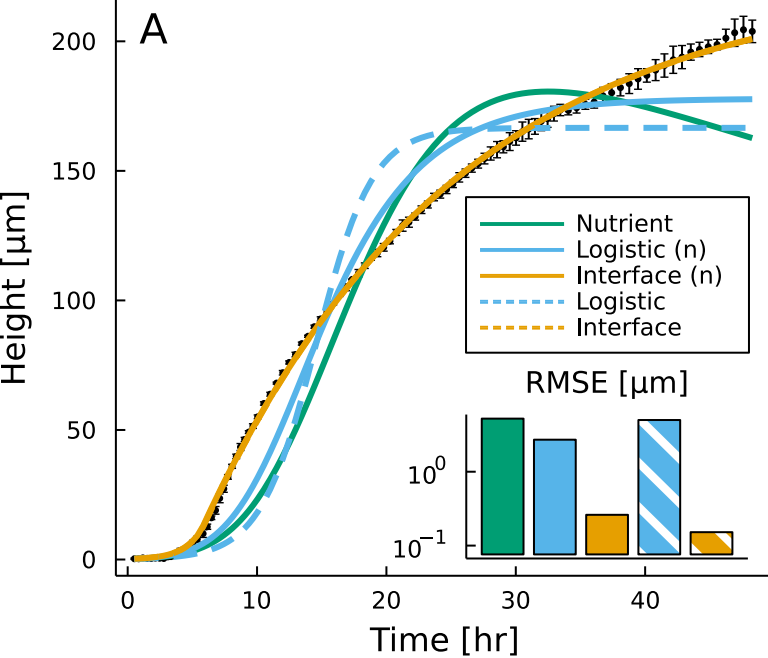 A
200
150
100
50
0
Height [μm]
Nutrient
Logistic (n)
Interface (n)
Logistic
Interface
RMSE [μm]
10^0
10^-1
0
10
20
30
40
Time [hr]